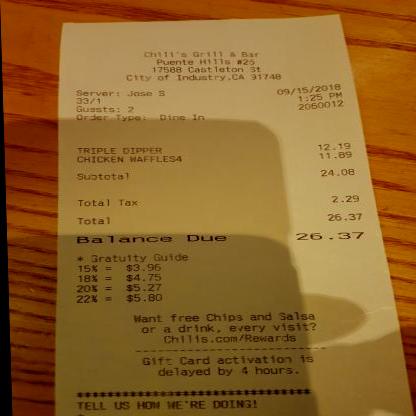 Chili's Grill & Bar
Puente Hills #26
17588 Castleton St
City of Industry,CA 91748
Server: Jose S 09/15/2018
33/1 1:25 PM
Guests: 2 2060012
Order Type: Dine In
TRIPLE DIPPER 12.19
CHICKEN WAFFLES4 11.89
Subtotal 24.08
Total Tax 2.29
Total 26.37
Balance Due 26.37
* Gratuity Guide
15% = $3.96
18% = $4.75
20% = $5.27
22% = $5.80
Want free Chips and Salsa
or a drink, every visit?
Chilis.com/Rewards
Gift Card activation is
delayed by 4 hours.
TELL US HOW WE'RE DOING!